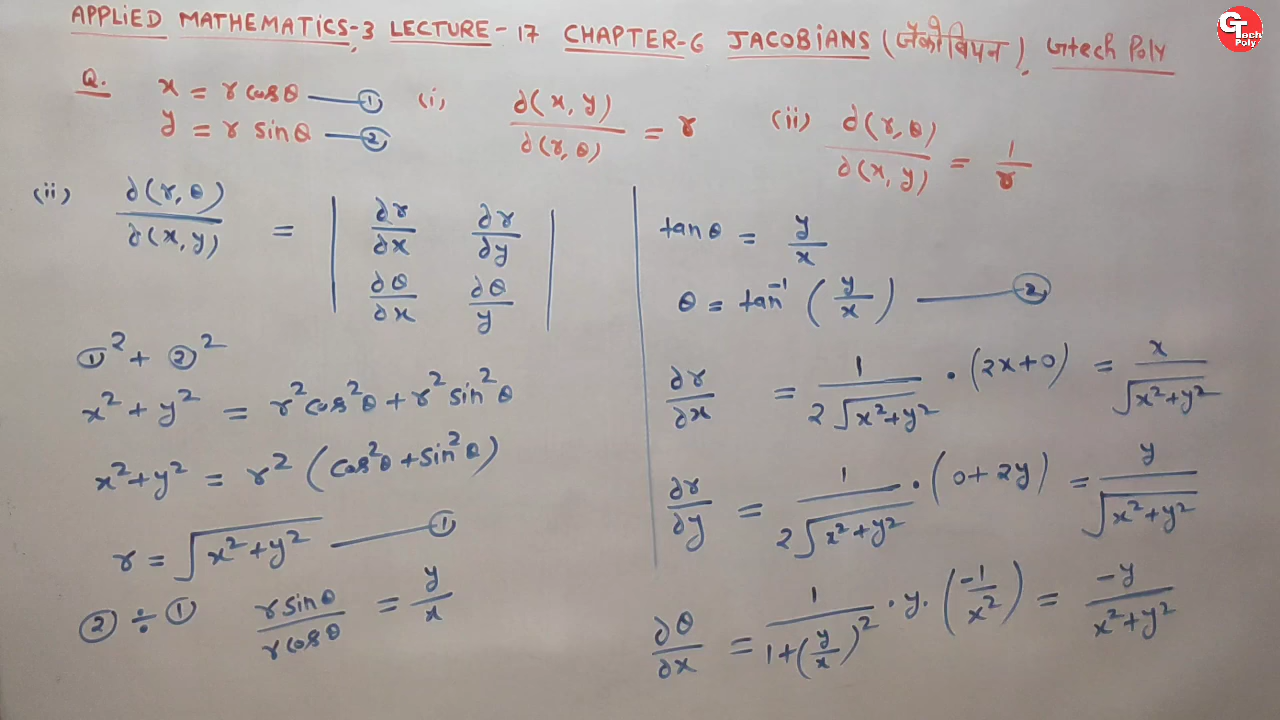 APPLIED MATHEMATICS-3 LECTURE-17 CHAPTER-6 JACOBIANS (जैकोबियन), Gtech Poly
GTech Poly
Q. x = r cosθ — ① (i) ∂(x, y)/∂(r, θ) = r (ii) ∂(r, θ)/∂(x, y) = 1/r
y = r sinθ — ②
(ii) ∂(r, θ)/∂(x, y) = | ∂r/∂x ∂r/∂y |
| ∂θ/∂x ∂θ/y |
①² + ②²
x² + y² = r²cos²θ + r²sin²θ
x²+y² = r² (cos²θ+sin²θ)
r = √(x²+y²) — ①
② ÷ ① r sinθ/r cosθ = y/x
tanθ = y/x
θ = tan⁻¹ (y/x) — ②
∂r/∂x = 1/2√(x²+y²) · (2x+0) = x/√(x²+y²)
∂r/∂y = 1/2√(x²+y²) · (0+2y) = y/√(x²+y²)
∂θ/∂x = 1/1+(y/x)² · y · (-1/x²) = -y/x²+y²